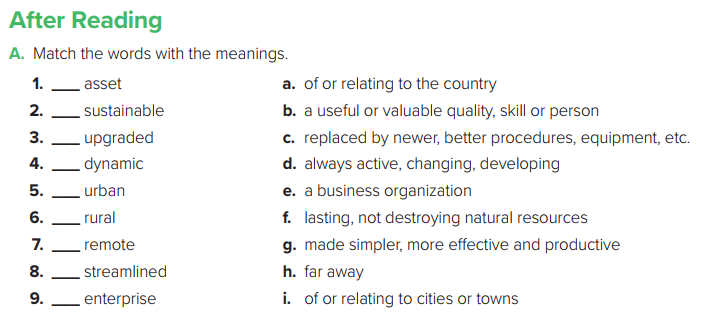 After Reading
A. Match the words with the meanings.
1. ___ asset a. of or relating to the country
2. ___ sustainable b. a useful or valuable quality, skill or person
3. ___ upgraded c. replaced by newer, better procedures, equipment, etc.
4. ___ dynamic d. always active, changing, developing
5. ___ urban e. a business organization
6. ___ rural f. lasting, not destroying natural resources
7. ___ remote g. made simpler, more effective and productive
8. ___ streamlined h. far away
9. ___ enterprise i. of or relating to cities or towns